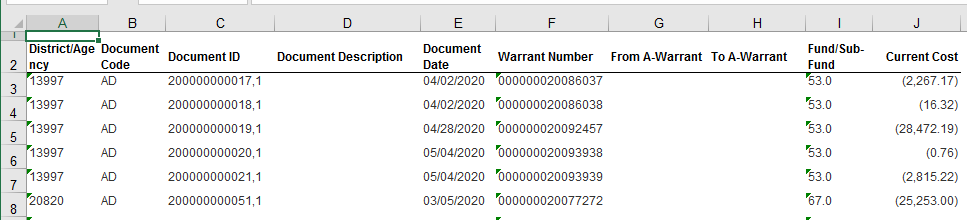 A B C D E F G H I J
1
2 District/Agency Document Code Document ID Document Description Document Date Warrant Number From A-Warrant To A-Warrant Fund/Sub-Fund Current Cost
3 13997 AD 200000000017,1 04/02/2020 000000020086037 53.0 (2,267.17)
4 13997 AD 200000000018,1 04/02/2020 000000020086038 53.0 (16.32)
5 13997 AD 200000000019,1 04/28/2020 000000020092457 53.0 (28,472.19)
6 13997 AD 200000000020,1 05/04/2020 000000020093938 53.0 (0.76)
7 13997 AD 200000000021,1 05/04/2020 000000020093939 53.0 (2,815.22)
8 20820 AD 200000000051,1 03/05/2020 000000020077272 67.0 (25,253.00)